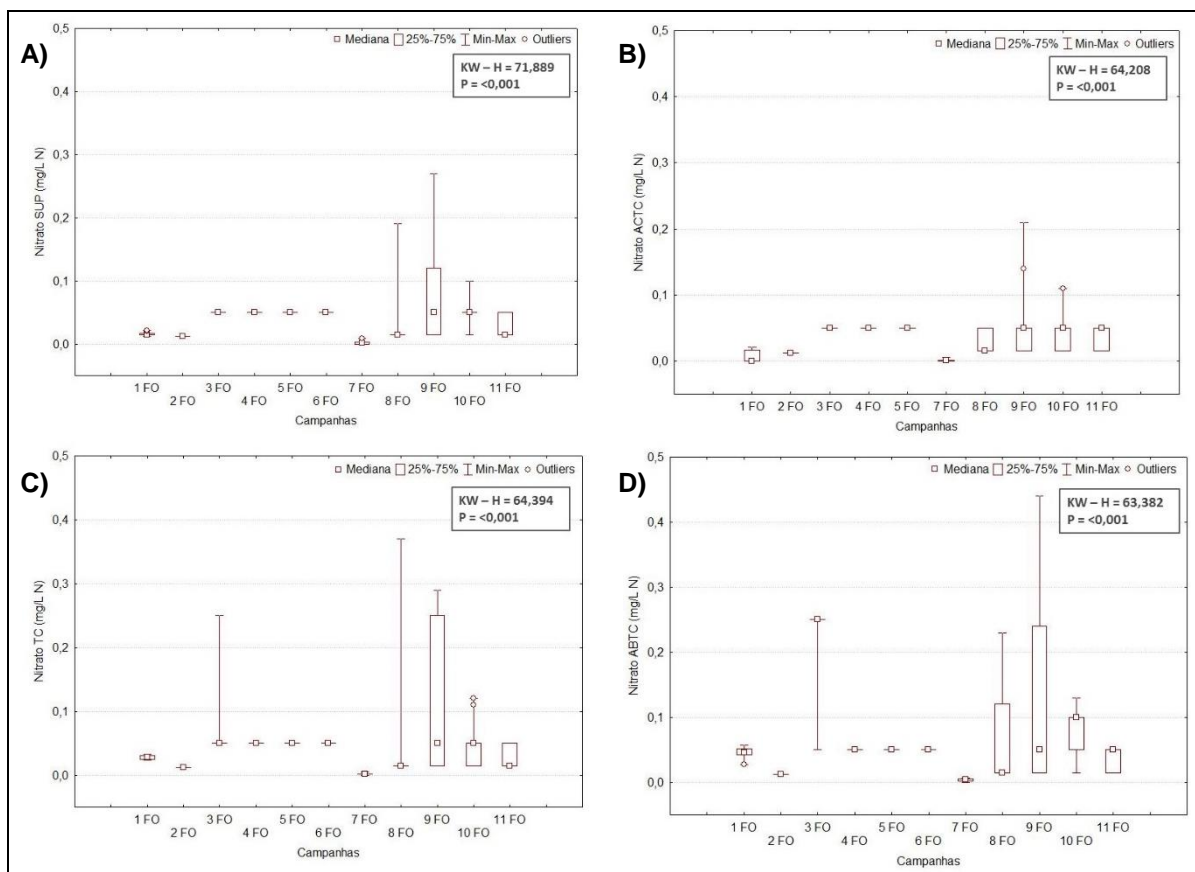 A)
0,5
0,4
0,3
0,2
0,1
0,0
Nitrato SUP (mg/L N)
Mediana 25%-75% Min-Max Outliers
KW – H = 71,889
P = <0,001
1 FO 3 FO 5 FO 7 FO 9 FO 11 FO
2 FO 4 FO 6 FO 8 FO 10 FO
Campanhas
B)
0,5
0,4
0,3
0,2
0,1
0,0
Nitrato ACTC (mg/L N)
Mediana 25%-75% Min-Max Outliers
KW – H = 64,208
P = <0,001
1 FO 3 FO 5 FO 8 FO 10 FO
2 FO 4 FO 7 FO 9 FO 11 FO
Campanhas
C)
0,5
0,4
0,3
0,2
0,1
0,0
Nitrato TC (mg/L N)
Mediana 25%-75% Min-Max Outliers
KW – H = 64,394
P = <0,001
1 FO 3 FO 5 FO 7 FO 9 FO 11 FO
2 FO 4 FO 6 FO 8 FO 10 FO
Campanhas
D)
0,5
0,4
0,3
0,2
0,1
0,0
Nitrato ABTC (mg/L N)
Mediana 25%-75% Min-Max Outliers
KW – H = 63,382
P = <0,001
1 FO 3 FO 5 FO 7 FO 9 FO 11 FO
2 FO 4 FO 6 FO 8 FO 10 FO
Campanhas